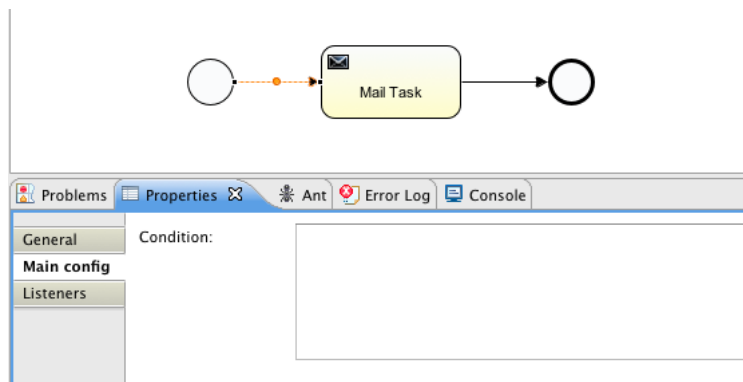 Mail Task
Problems Properties Ant Error Log Console
General
Condition:
Main config
Listeners